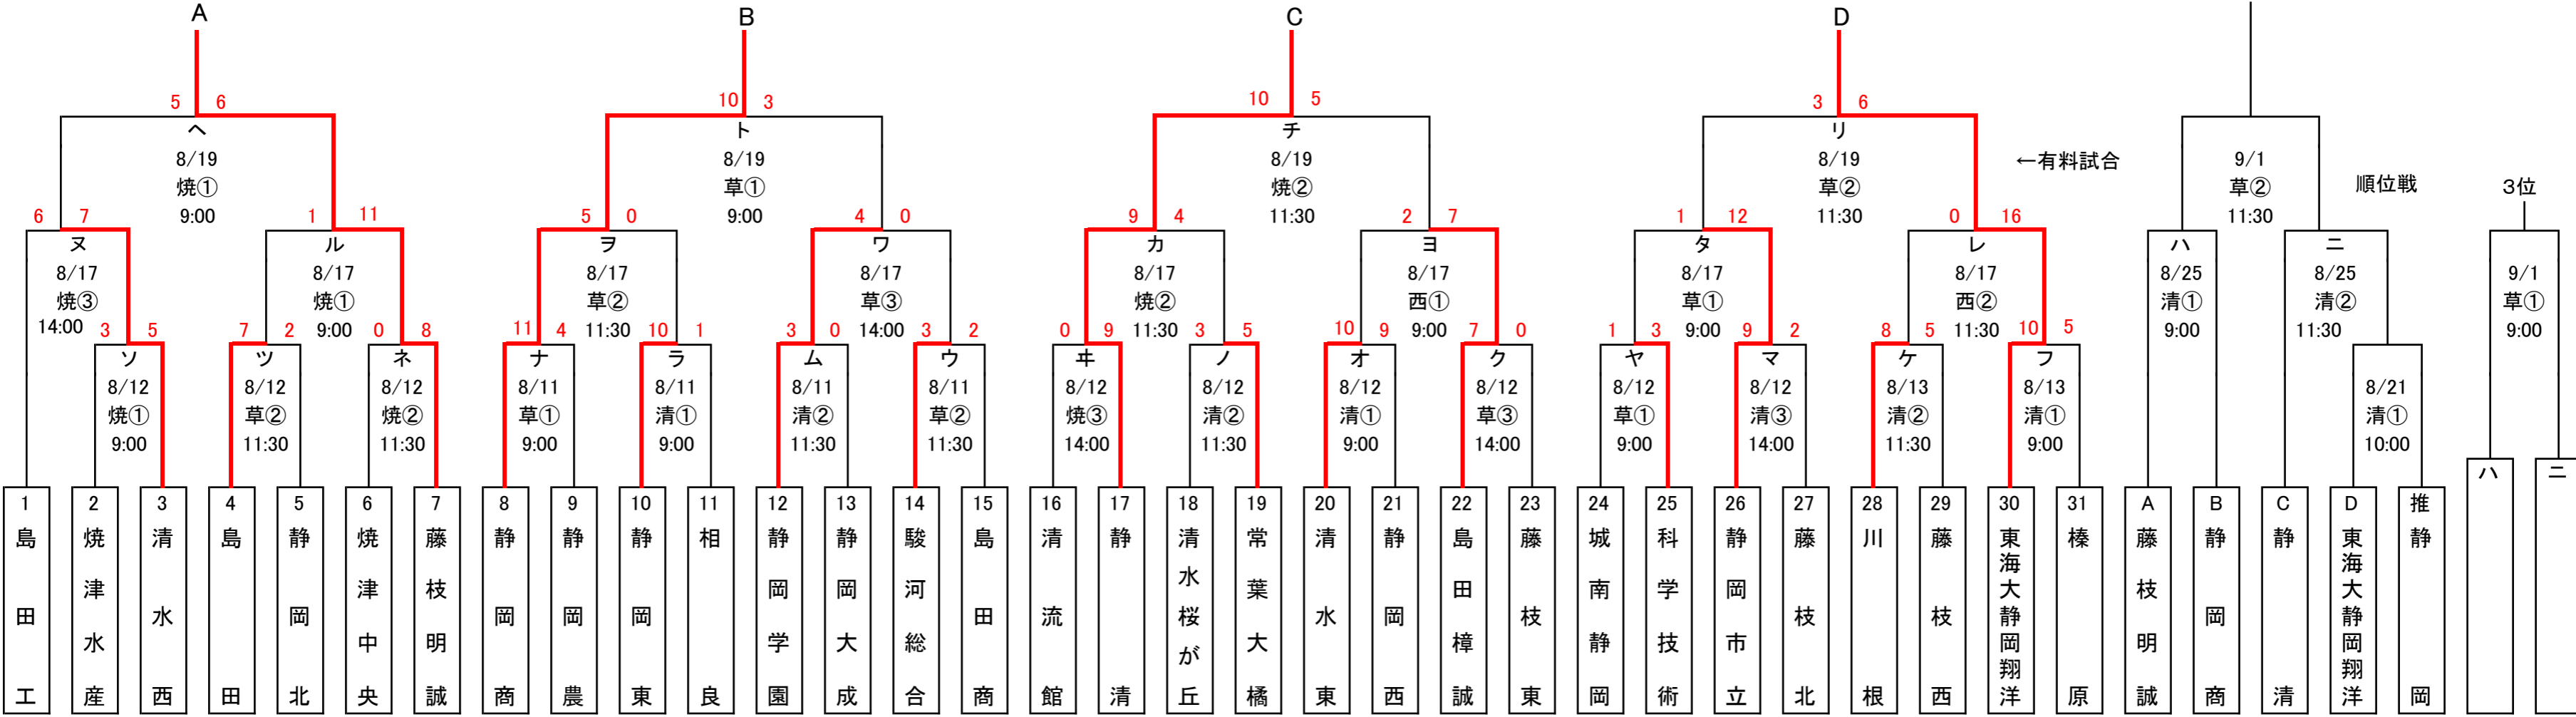 A B C D
5 6 10 3 10 5 3 6
ヘ ト チ リ
8/19 8/19 8/19 8/19 ←有料試合 9/1
焼① 草① 焼② 草② 草② 順位戦 3位
9:00 9:00 11:30 11:30 11:30
6 7 1 11 5 0 4 0 9 4 2 7 1 12 0 16
ヌ ル ヲ ワ カ ヨ タ レ ハ ニ
8/17 8/17 8/17 8/17 8/17 8/17 8/17 8/17 8/25 8/25 9/1
焼③ 焼① 草② 草③ 焼② 西① 草① 西② 清① 清② 草①
14:00 9:00 11:30 14:00 11:30 9:00 9:00 11:30 9:00 11:30 9:00
3 5 7 2 0 8 11 4 10 1 3 0 3 2 0 9 3 5 10 9 7 0 1 3 9 2 8 5 10 5
ソ ツ ネ ナ ラ ム ウ ヰ ノ オ ク ヤ マ ケ フ
8/12 8/12 8/12 8/11 8/11 8/11 8/11 8/12 8/12 8/12 8/12 8/12 8/12 8/13 8/13 8/21
焼① 草② 焼② 草① 清① 清② 草② 焼③ 清② 清① 草③ 草① 清③ 清② 清① 清①
9:00 11:30 11:30 9:00 9:00 11:30 11:30 14:00 11:30 9:00 14:00 9:00 14:00 11:30 9:00 10:00
1 島田工
2 焼津水産
3 清水西
4 島田
5 静岡北
6 焼津中央
7 藤枝明誠
8 静岡商
9 静岡農
10 静岡東
11 相良
12 静岡学園
13 静岡大成
14 駿河総合
15 島田商
16 清流館
17 静清
18 清水桜が丘
19 常葉大橘
20 清水東
21 静岡西
22 島田樟誠
23 藤枝東
24 城南静岡
25 科学技術
26 静岡市立
27 藤枝北
28 川根
29 藤枝西
30 東海大静岡翔洋
31 榛原
A 藤枝明誠
B 静岡商
C 静清
D 東海大静岡翔洋
推 静岡
ハ
ニ